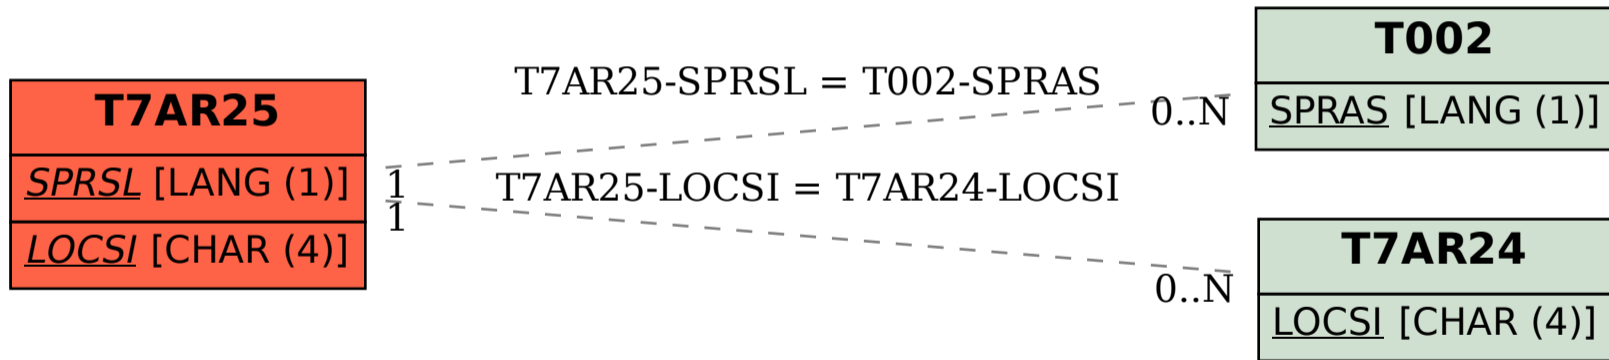 T7AR25
SPRSL [LANG (1)]
LOCSI [CHAR (4)]
T7AR25-SPRSL = T002-SPRAS
0..N
1
T7AR25-LOCSI = T7AR24-LOCSI
1
0..N
T002
SPRAS [LANG (1)]
T7AR24
LOCSI [CHAR (4)]